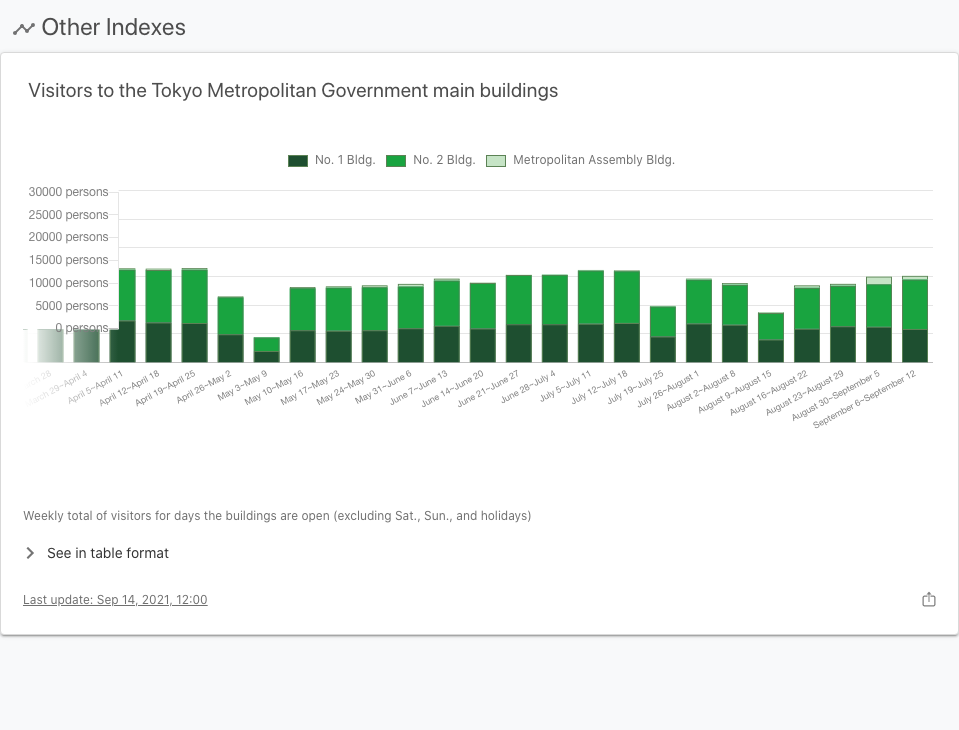 Other Indexes
Visitors to the Tokyo Metropolitan Government main buildings
No. 1 Bldg. No. 2 Bldg. Metropolitan Assembly Bldg.
30000 persons
25000 persons
20000 persons
15000 persons
10000 persons
5000 persons
0 persons
28
29~April 4
April 5~April 11
April 12~April 18
April 19~April 25
April 26~May 2
May 3~May 9
May 10~May 16
May 17~May 23
May 24~May 30
May 31~June 6
June 7~June 13
June 14~June 20
June 21~June 27
June 28~July 4
July 5~July 11
July 12~July 18
July 19~July 25
July 26~August 1
August 2~August 8
August 9~August 15
August 16~August 22
August 23~August 29
August 30~September 5
September 6~September 12
Weekly total of visitors for days the buildings are open (excluding Sat., Sun., and holidays)
See in table format
Last update: Sep 14, 2021, 12:00